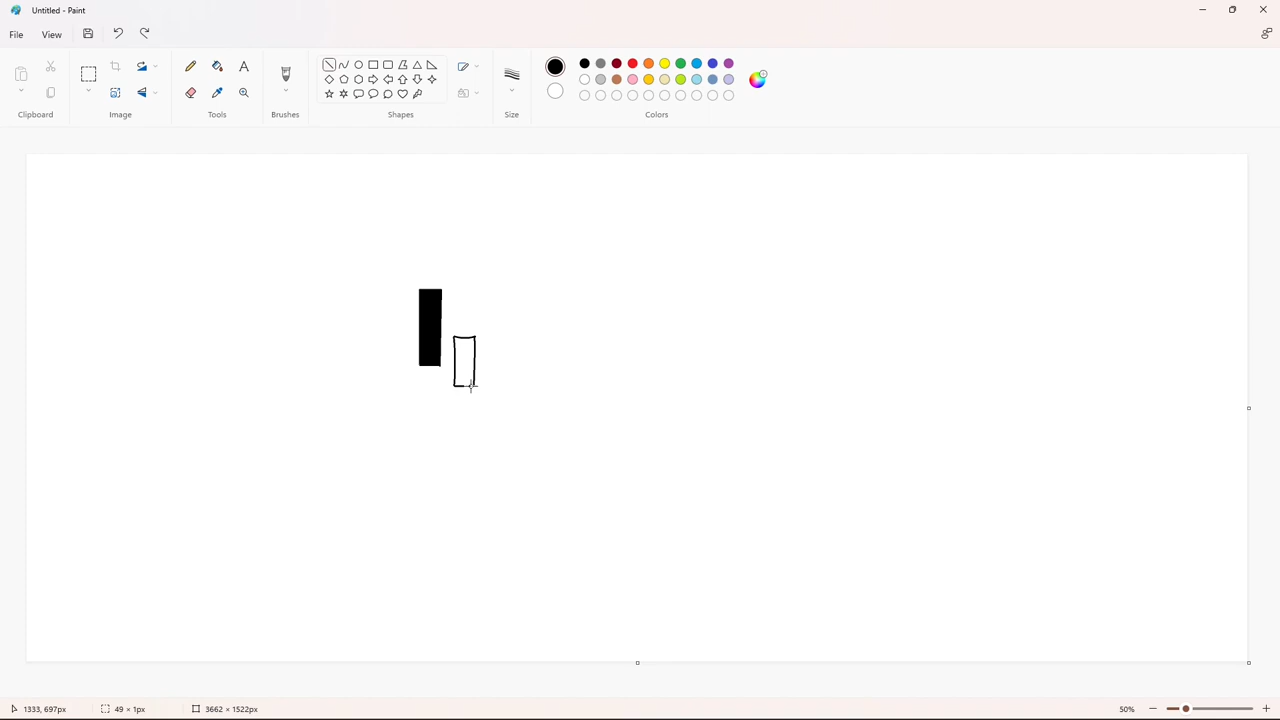 Untitled - Paint
File View
Clipboard Image Tools Brushes Shapes Size Colors
1333, 697px 49 × 1px 3662 × 1522px 50%